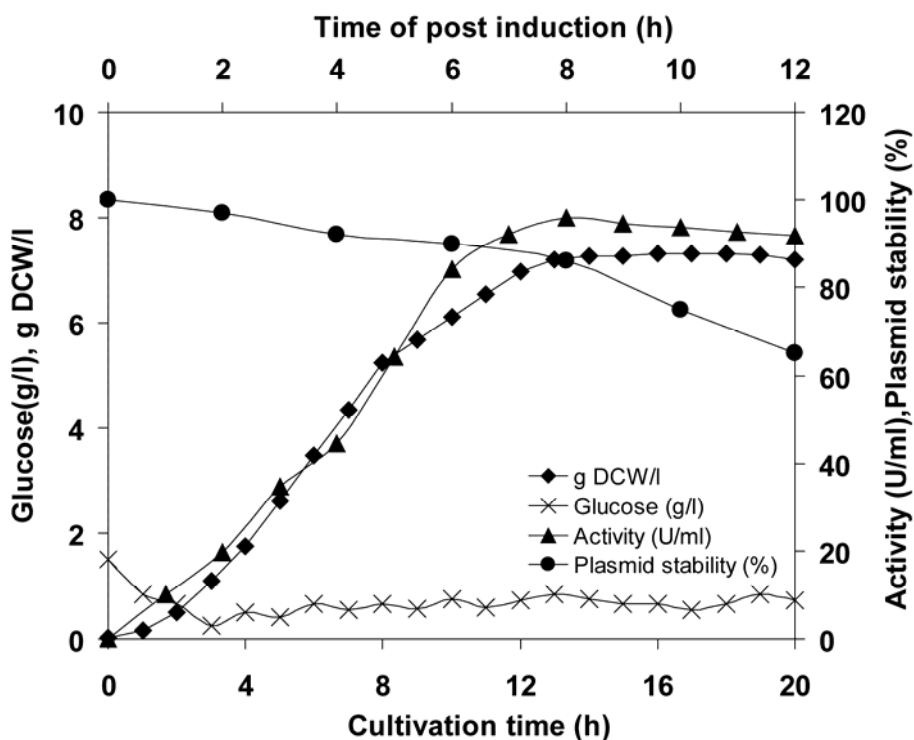 Time of post induction (h)
0 2 4 6 8 10 12
10 120
8 100
6 80
4 60
2 40
0 20
0
Glucose(g/l), g DCW/l
Activity (U/ml),Plasmid stability (%)
g DCW/l
Glucose (g/l)
Activity (U/ml)
Plasmid stability (%)
0 4 8 12 16 20
Cultivation time (h)